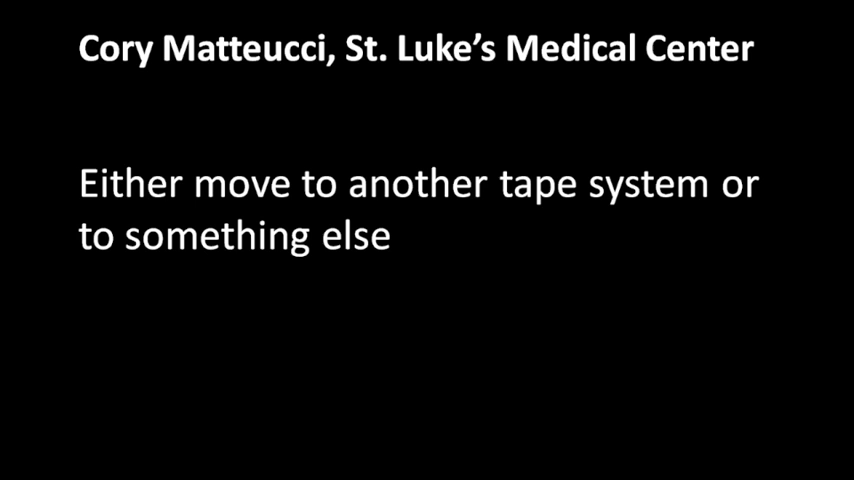 Cory Matteucci, St. Luke’s Medical Center
Either move to another tape system or
to something else